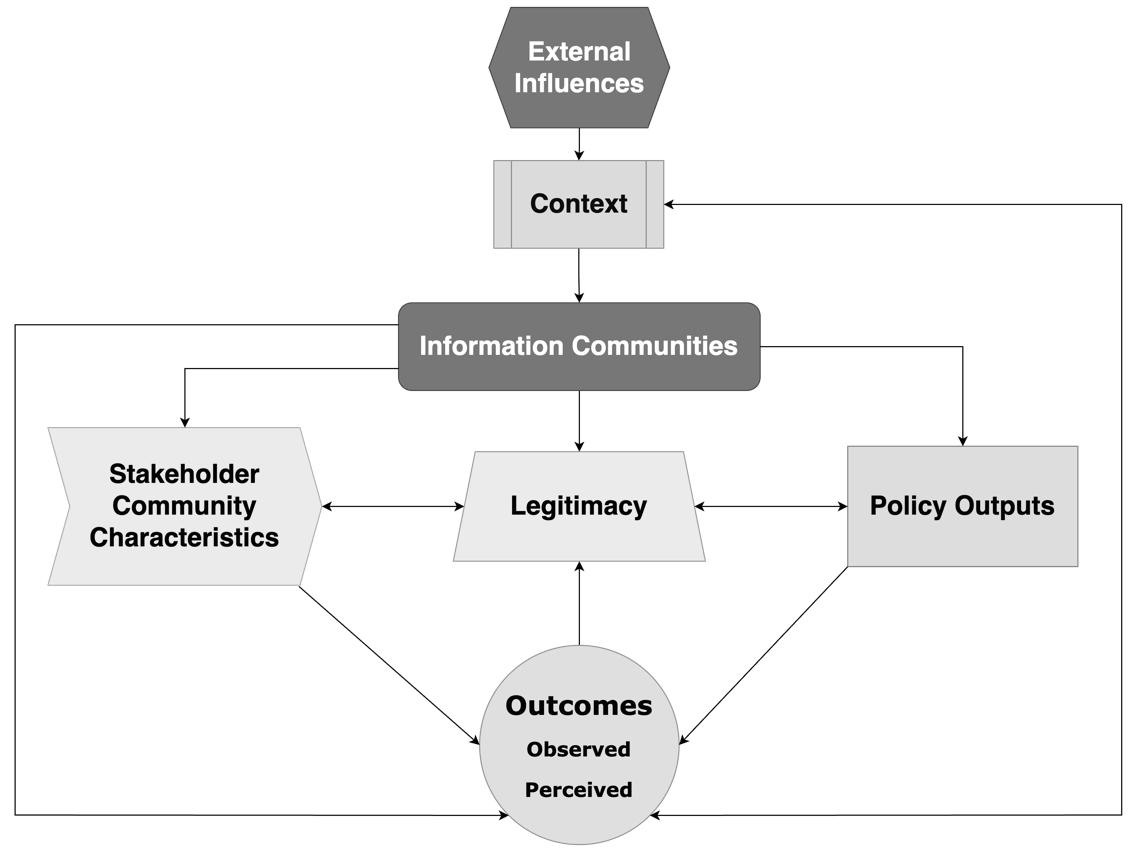 External
Influences
Context
Information Communities
Stakeholder
Community
Characteristics
Legitimacy
Policy Outputs
Outcomes
Observed
Perceived